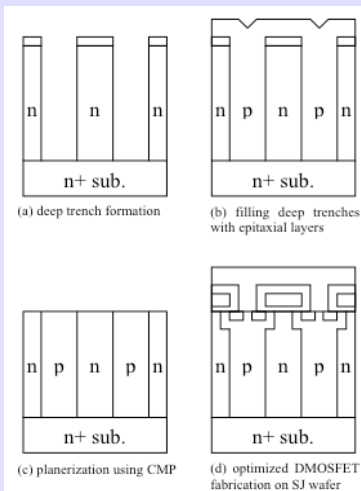 n
n
n
n+ sub.
(a) deep trench formation
n
p
n
p
n
n+ sub.
(b) filling deep trenches
with epitaxial layers
n
p
n
p
n
n+ sub.
(c) planerization using CMP
n
p
n
p
n
n+ sub.
(d) optimized DMOSFET
fabrication on SJ wafer